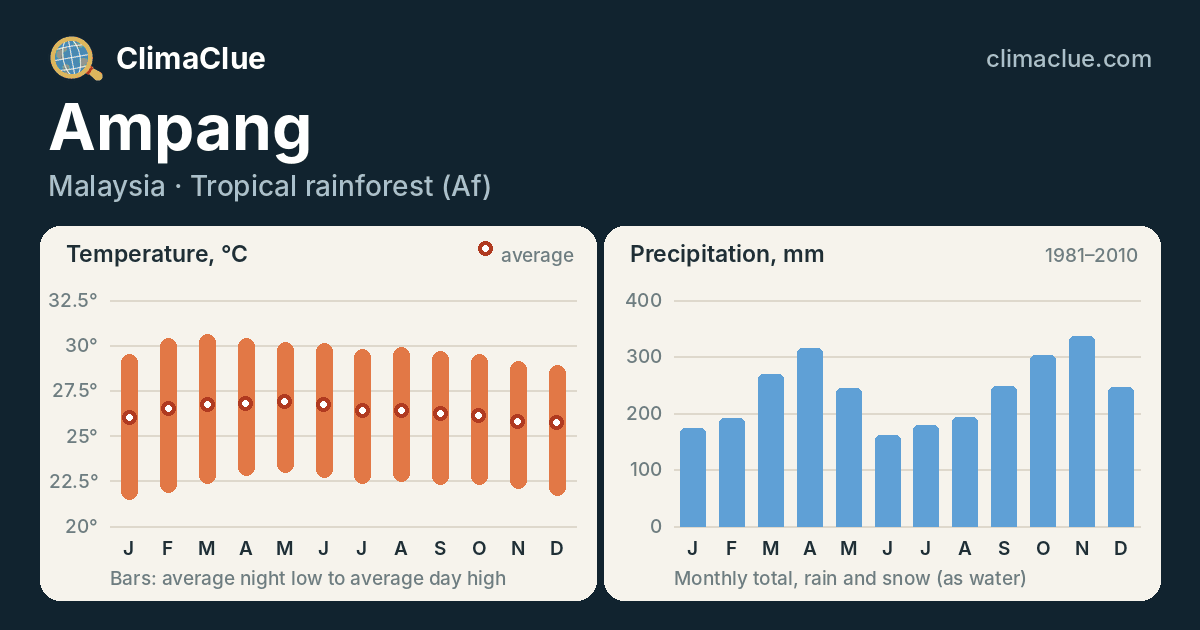 ClimaClue
climaclue.com
Ampang
Malaysia · Tropical rainforest (Af)
Temperature, °C
average
32.5°
30°
27.5°
25°
22.5°
20°
J F M A M J J A S O N D
Bars: average night low to average day high
Precipitation, mm
1981–2010
400
300
200
100
0
J F M A M J J A S O N D
Monthly total, rain and snow (as water)